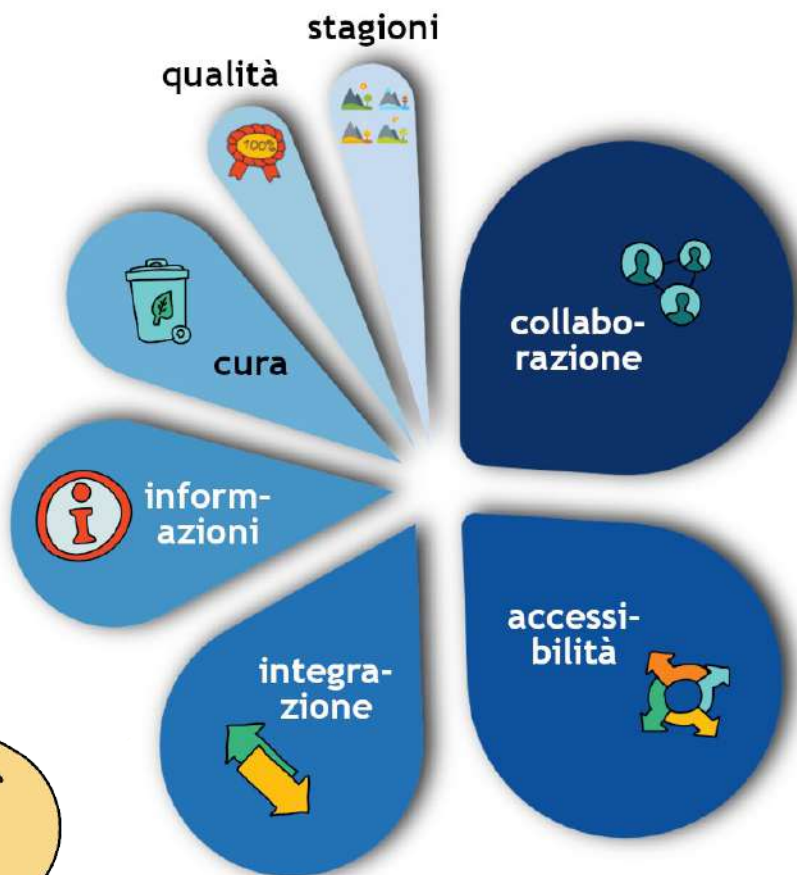 stagioni
qualità
100%
cura
inform-
azioni
integra-
zione
accessi-
bilità
collabo-
razione